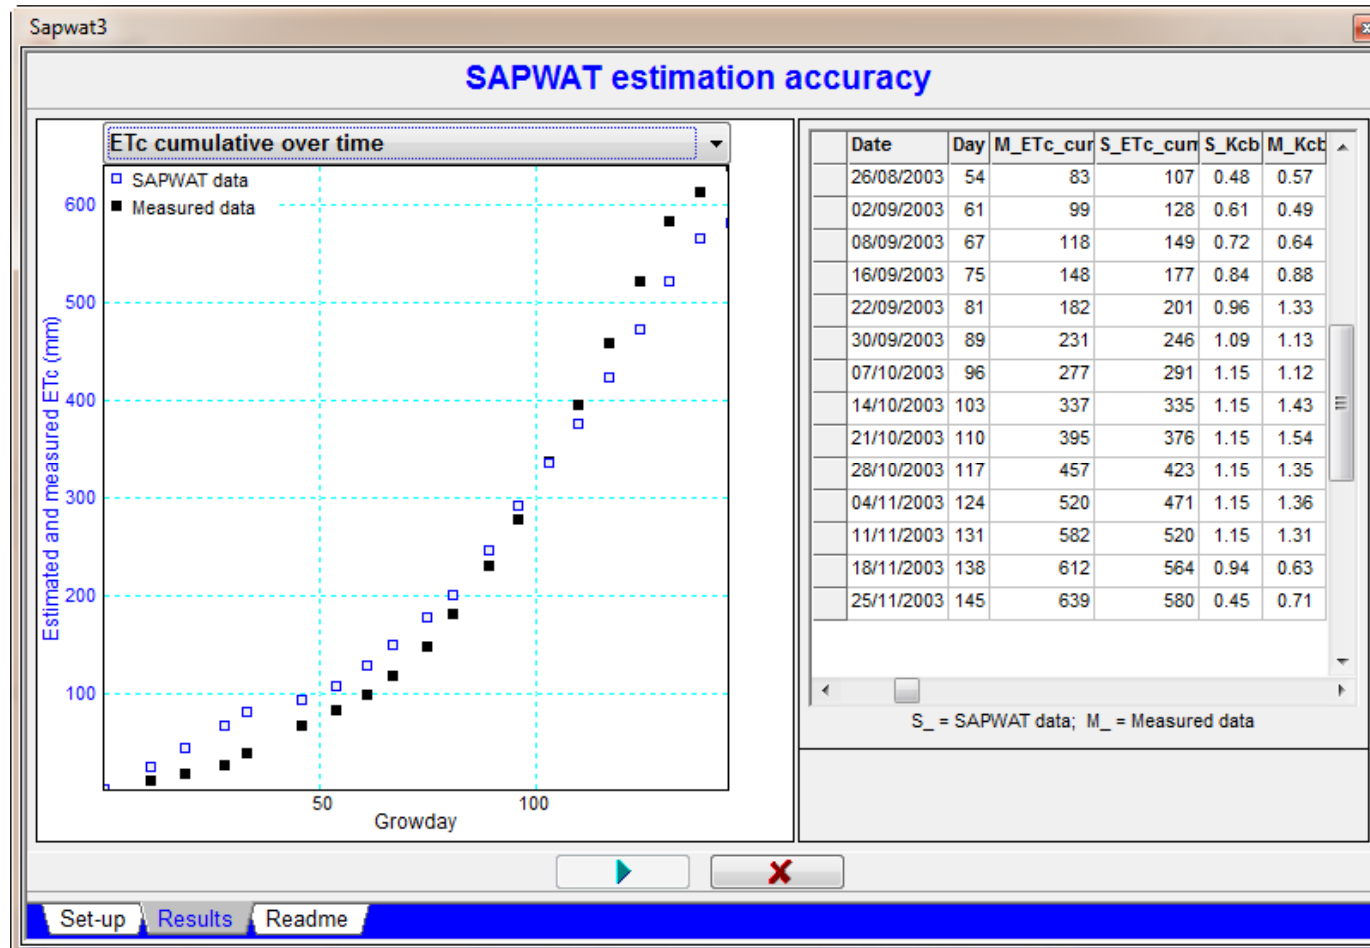 Sapwat3
SAPWAT estimation accuracy
ETc cumulative over time
SAPWAT data
Measured data
600
500
400
300
200
100
Estimated and measured ETc (mm)
50 100
Growday
Date Day M_ETc_cur S_ETc_cum S_Kcb M_Kcb
26/08/2003 54 83 107 0.48 0.57
02/09/2003 61 99 128 0.61 0.49
08/09/2003 67 118 149 0.72 0.64
16/09/2003 75 148 177 0.84 0.88
22/09/2003 81 182 201 0.96 1.33
30/09/2003 89 231 246 1.09 1.13
07/10/2003 96 277 291 1.15 1.12
14/10/2003 103 337 335 1.15 1.43
21/10/2003 110 395 376 1.15 1.54
28/10/2003 117 457 423 1.15 1.35
04/11/2003 124 520 471 1.15 1.36
11/11/2003 131 582 520 1.15 1.31
18/11/2003 138 612 564 0.94 0.63
25/11/2003 145 639 580 0.45 0.71
S_ = SAPWAT data; M_ = Measured data
Set-up Results Readme